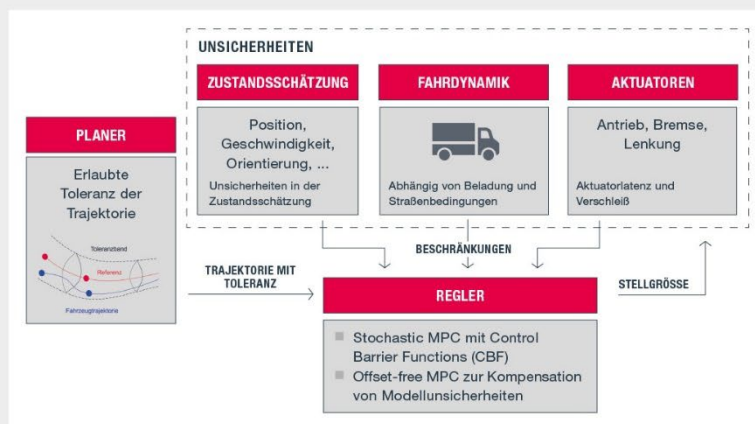 UNSICHERHEITEN
ZUSTANDSSCHÄTZUNG
Position,
Geschwindigkeit,
Orientierung, ...
Unsicherheiten in der
Zustandsschätzung
FAHRDYNAMIK
Abhängig von Beladung und
Straßenbedingungen
AKTUATOREN
Antrieb, Bremse,
Lenkung
Aktuatorlatenz und
Verschleiß
PLANER
Erlaubte
Toleranz der
Trajektorie
Toleranzband
Referenz
Fahrzeugtrajektorie
TRAJEKTORIE MIT
TOLERANZ
BESCHRÄNKUNGEN
REGLER
Stochastic MPC mit Control
Barrier Functions (CBF)
Offset-free MPC zur Kompensation
von Modellunsicherheiten
STELLGRÖSSE